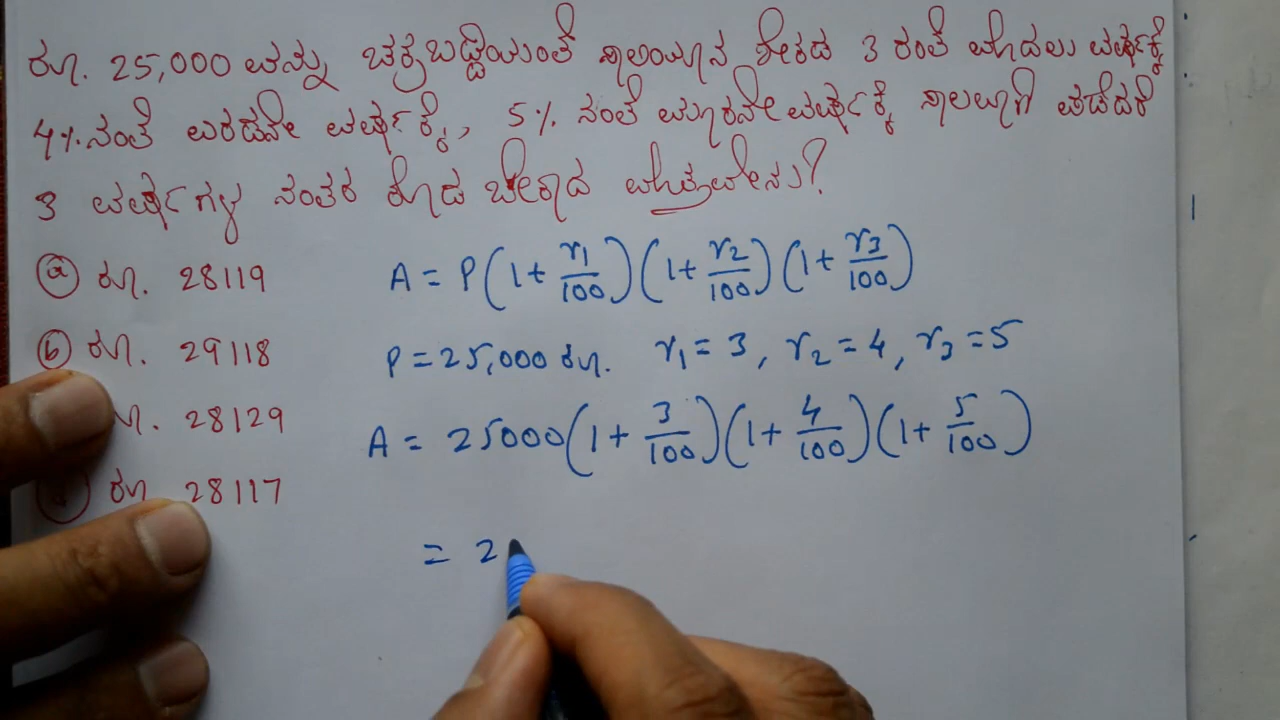 ರೂ. 25,000 ವನ್ನು ಚಕ್ರಬಡ್ಡಿಯಂತೆ ಸಾಲವಾಗಿ ಶೇಕಡ 3 ರಂತೆ ಮೊದಲು ವರ್ಷಕ್ಕೆ
4% ನಂತೆ ಎರಡನೇ ವರ್ಷಕ್ಕೆ, 5% ನಂತೆ ಮೂರನೇ ವರ್ಷಕ್ಕೆ ಸಾಲವಾಗಿ ಪಡೆದರೆ
3 ವರ್ಷಗಳ ನಂತರ ಕೊಡಬೇಕಾದ ಮೊತ್ತವೇನು?
ⓐ ರೂ. 28119
A = P(1+ r1/100)(1+ r2/100)(1+ r3/100)
ⓑ ರೂ. 29118
P = 25,000 ರೂ. r1 = 3, r2 = 4, r3 = 5
28129
A = 25000(1+ 3/100)(1+ 4/100)(1+ 5/100)
ರೂ 28117
= 2